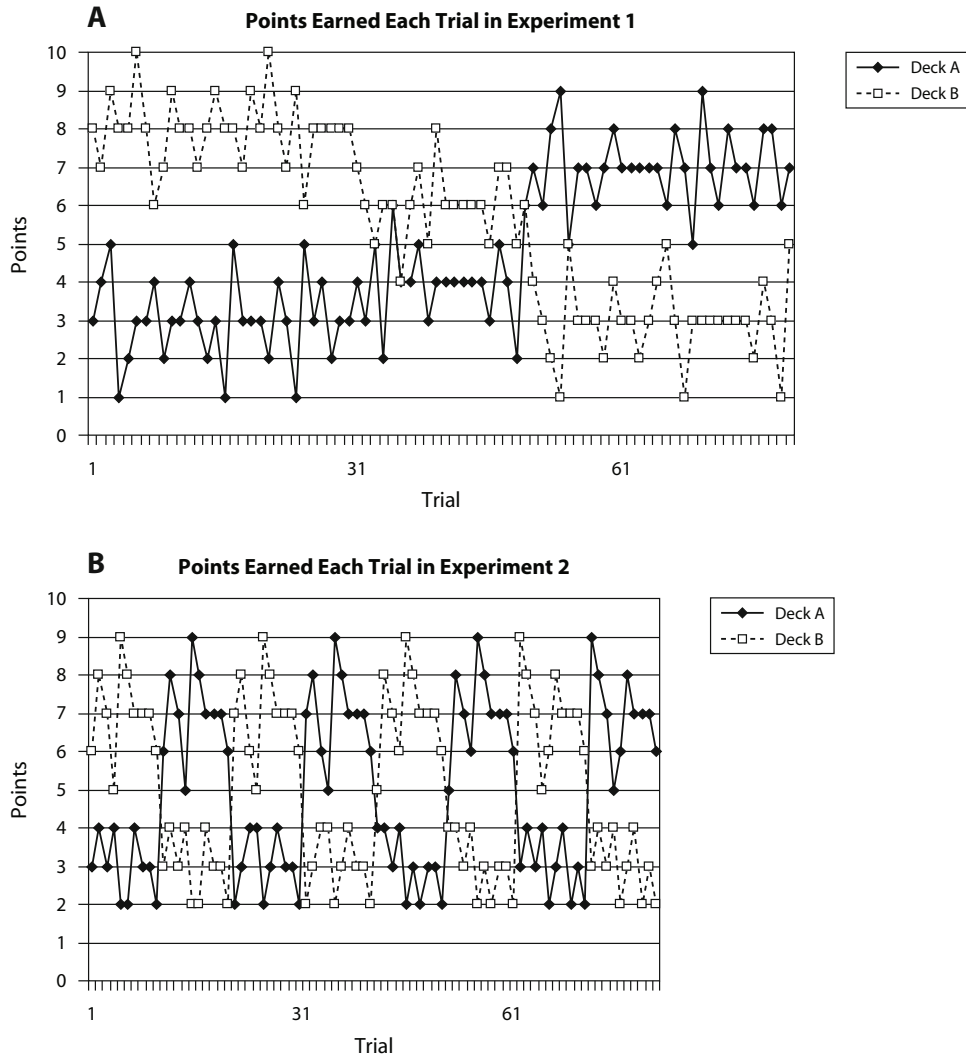 A
Points Earned Each Trial in Experiment 1
10
9
8
7
6
5
4
3
2
1
0
Points
1 31 61
Trial
Deck A
Deck B
B
Points Earned Each Trial in Experiment 2
10
9
8
7
6
5
4
3
2
1
0
Points
1 31 61
Trial
Deck A
Deck B